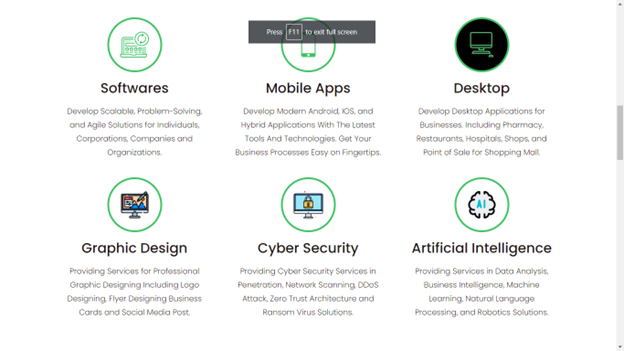 Press F11 to exit full screen
Softwares
Mobile Apps
Desktop
Develop Scalable, Problem-Solving,
and Agile Solutions for Individuals,
Corporations, Companies and
Organizations.
Develop Modern Android, IOS, and
Hybrid Applications With The Latest
Tools And Technologies. Get Your
Business Processes Easy on Fingertips.
Develop Desktop Applications for
Businesses. Including Pharmacy,
Restaurants, Hospitals, Shops, and
Point of Sale for Shopping Mall.
Graphic Design
Cyber Security
AI
Artificial Intelligence
Providing Services for Professional
Graphic Designing Including Logo
Designing, Flyer Designing Business
Cards and Social Media Post.
Providing Cyber Security Services in
Penetration, Network Scanning, DDoS
Attack, Zero Trust Architecture and
Ransom Virus Solutions.
Providing Services in Data Analysis,
Business Intelligence, Machine
Learning, Natural Language
Processing, and Robotics Solutions.